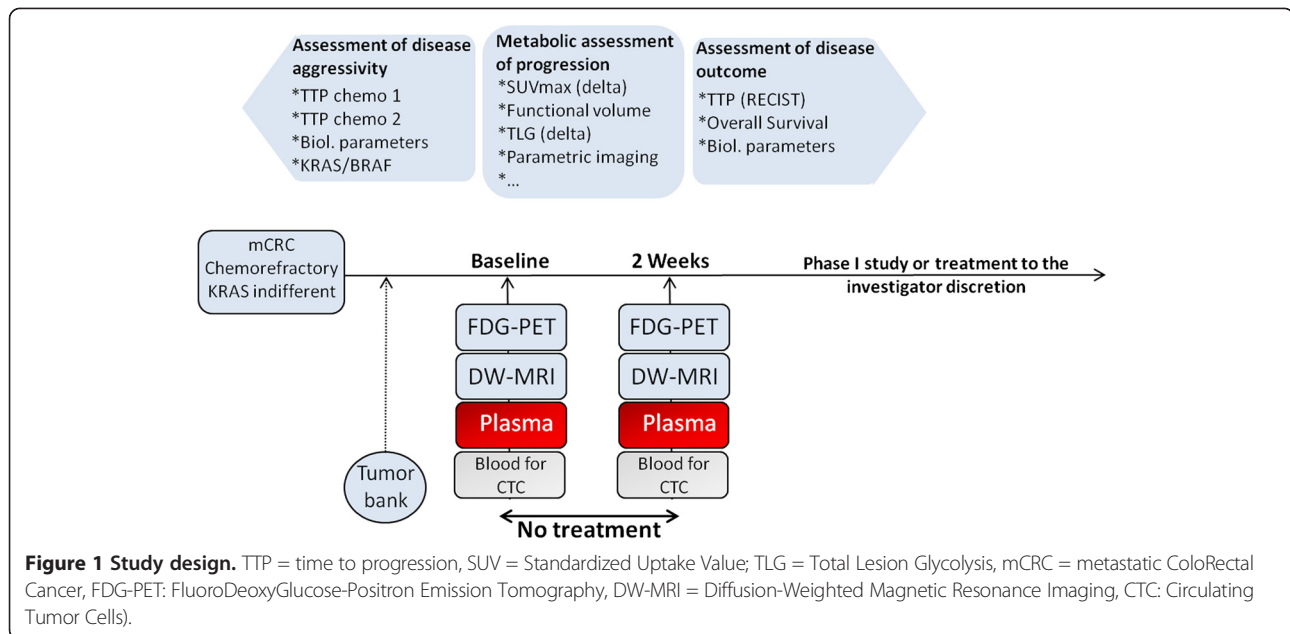 Assessment of disease
aggressivity
*TTP chemo 1
*TTP chemo 2
*Biol. parameters
*KRAS/BRAF
Metabolic assessment
of progression
*SUVmax (delta)
*Functional volume
*TLG (delta)
*Parametric imaging
*...
Assessment of disease
outcome
*TTP (RECIST)
*Overall Survival
*Biol. parameters
mCRC
Chemorefractory
KRAS indifferent
Baseline
2 Weeks
Phase I study or treatment to the
investigator discretion
FDG-PET
DW-MRI
Plasma
Blood for
CTC
FDG-PET
DW-MRI
Plasma
Blood for
CTC
Tumor
bank
No treatment
Figure 1 Study design. TTP = time to progression, SUV = Standardized Uptake Value; TLG = Total Lesion Glycolysis, mCRC = metastatic ColoRectal
Cancer, FDG-PET: FluoroDeoxyGlucose-Positron Emission Tomography, DW-MRI = Diffusion-Weighted Magnetic Resonance Imaging, CTC: Circulating
Tumor Cells).